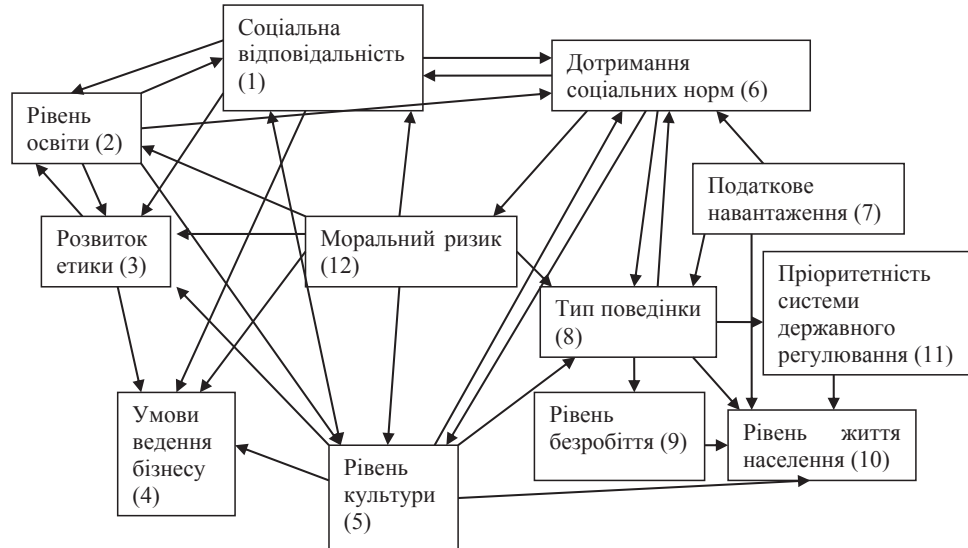 Соціальна
відповідальність
(1)
Дотримання
соціальних норм (6)
Рівень
освіти (2)
Податкове
навантаження (7)
Розвиток
етики (3)
Моральний ризик
(12)
Пріоритетність
системи
державного
регулювання (11)
Тип поведінки
(8)
Умови
ведення
бізнесу
(4)
Рівень
безробіття (9)
Рівень життя
населення (10)
Рівень
культури
(5)